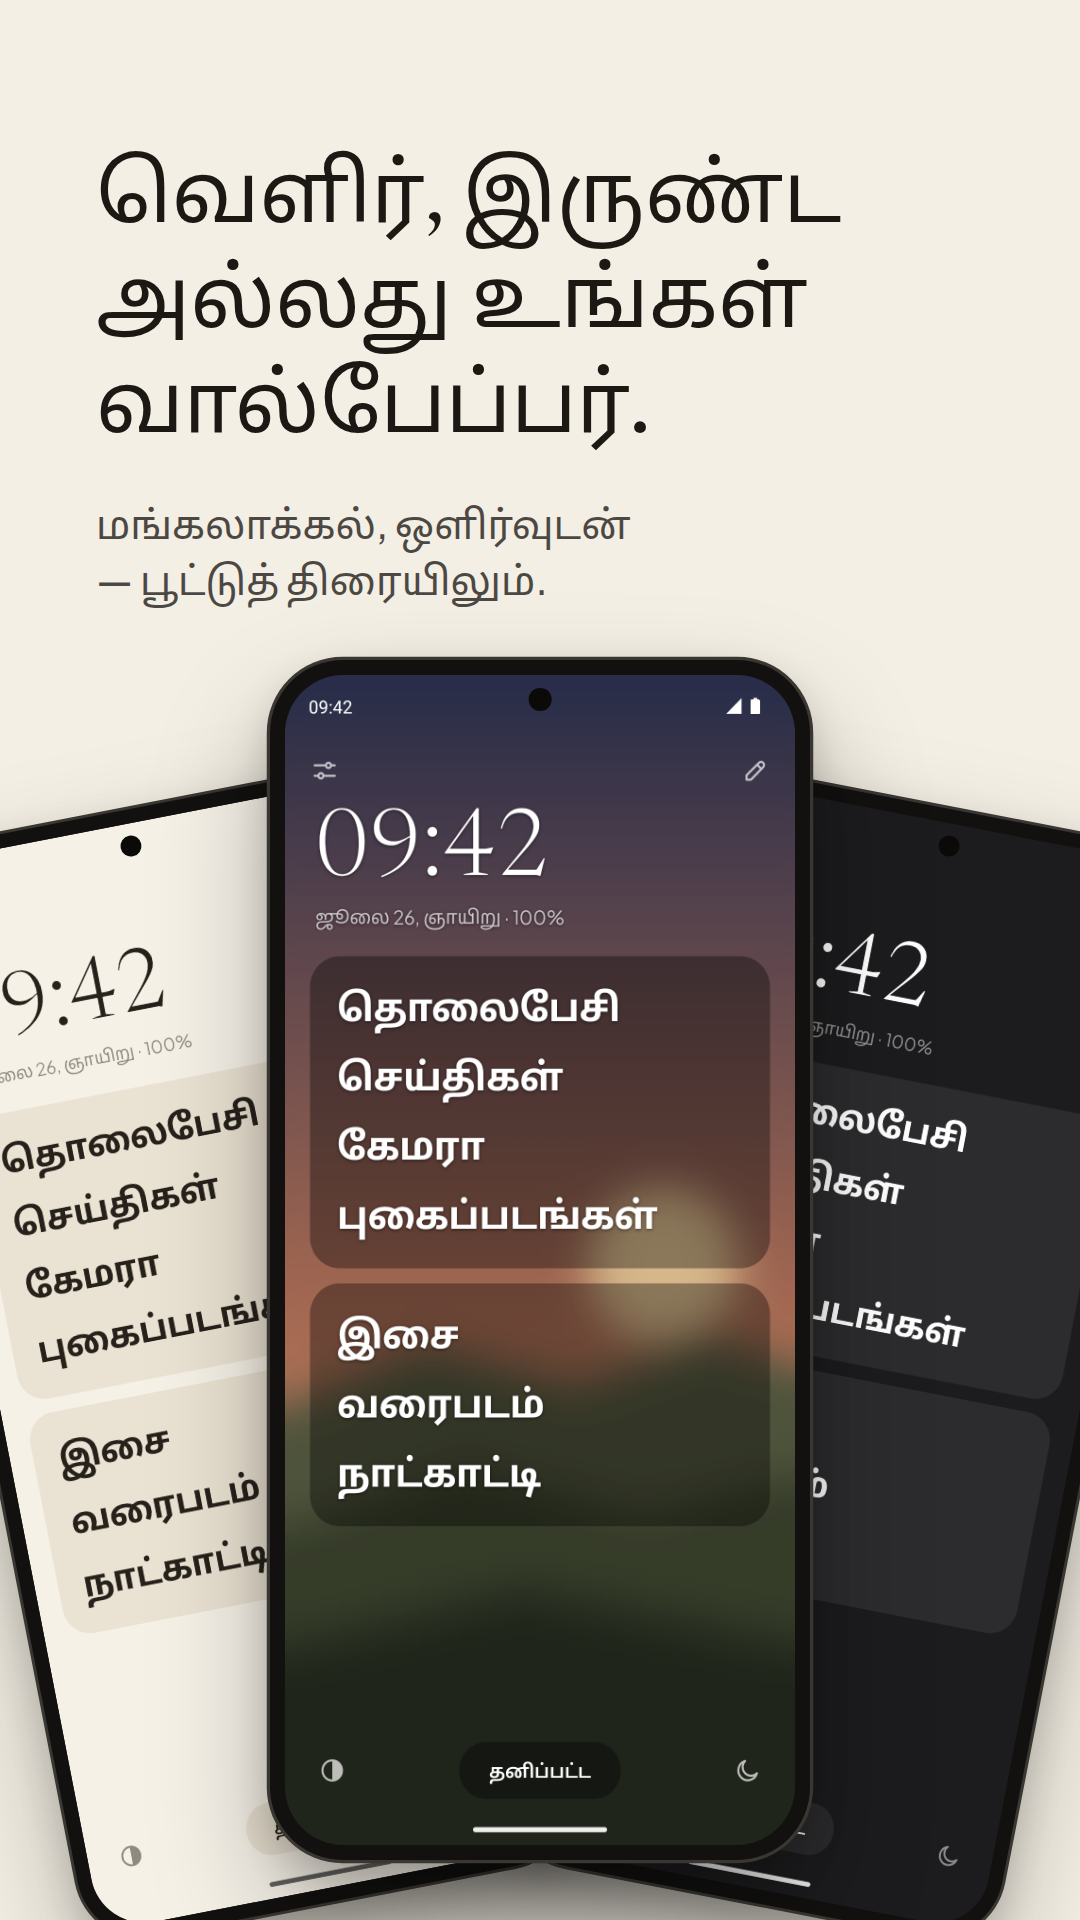 வெளிர், இருண்ட
அல்லது உங்கள்
வால்பேப்பர்.
மங்கலாக்கல், ஒளிர்வுடன்
– பூட்டுத் திரையிலும்.
09:42
09:42
ஜூலை 26, ஞாயிறு · 100%
தொலைபேசி
செய்திகள்
கேமரா
புகைப்படங்கள்
இசை
வரைபடம்
நாட்காட்டி
தனிப்பட்ட
9:42
26, ஞாயிறு · 100%
தொலைபேசி
செய்திகள்
கேமரா
இசை
வரைபடம்
நாட்காட்டி
:42
ஞாயிறு · 100%